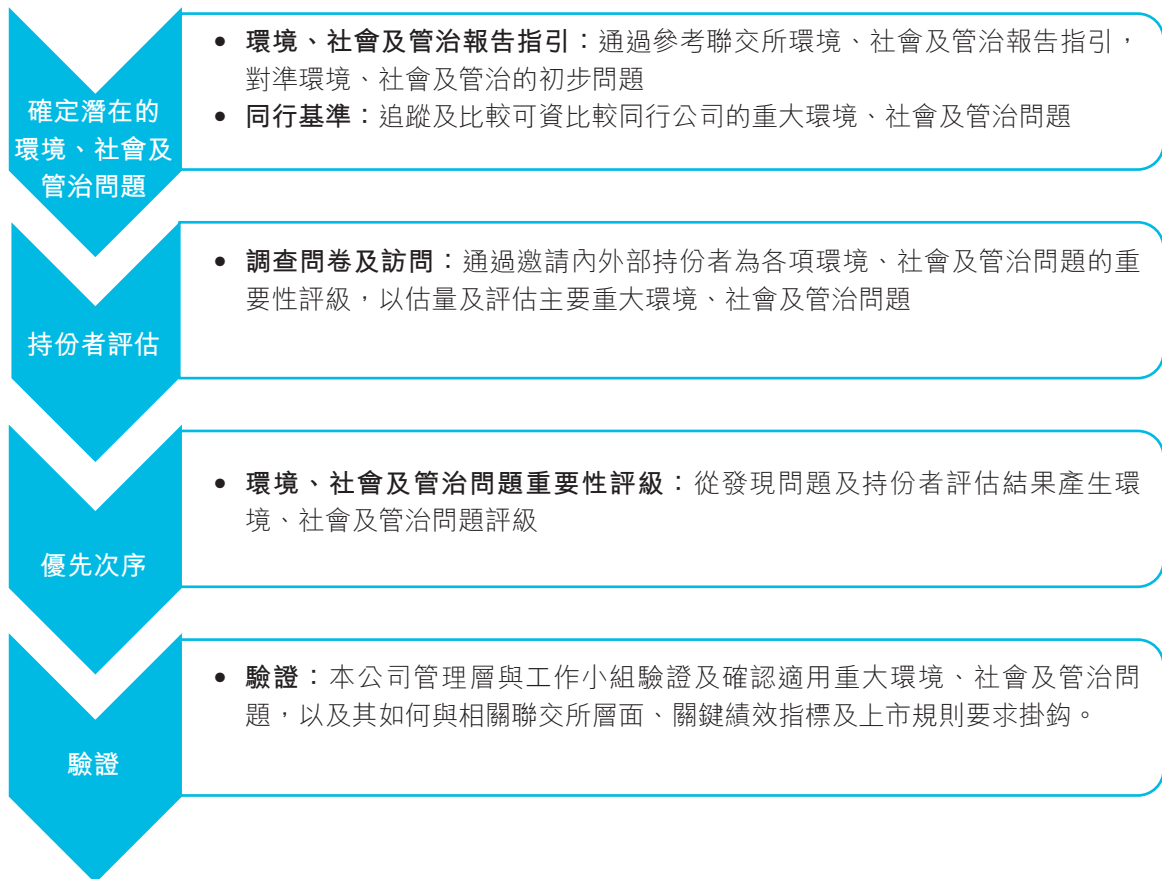 確定潛在的
環境、社會及
管治問題
• 環境、社會及管治報告指引：通過參考聯交所環境、社會及管治報告指引，
對準環境、社會及管治的初步問題
• 同行基準：追蹤及比較可資比較同行公司的重大環境、社會及管治問題
持份者評估
• 調查問卷及訪問：通過邀請內外部持份者為各項環境、社會及管治問題的重
要性評級，以估量及評估主要重大環境、社會及管治問題
優先次序
• 環境、社會及管治問題重要性評級：從發現問題及持份者評估結果產生環
境、社會及管治問題評級
驗證
• 驗證：本公司管理層與工作小組驗證及確認適用重大環境、社會及管治問
題，以及其如何與相關聯交所層面、關鍵績效指標及上市規則要求掛鈎。